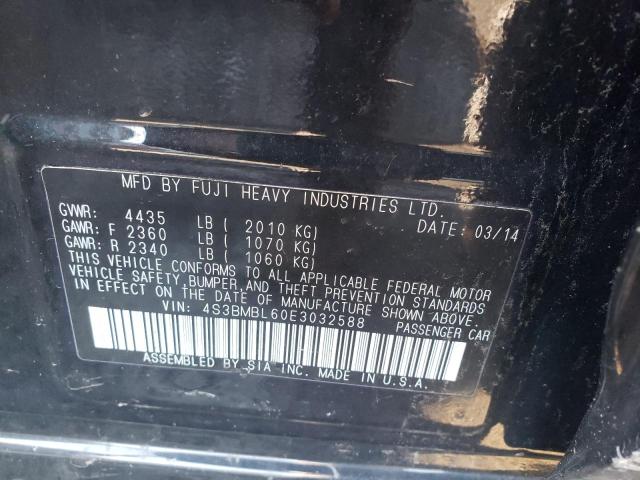 MFD BY FUJI HEAVY INDUSTRIES LTD.
DATE: 03/14
GVWR: 4435 LB ( 2010 KG)
GAWR: F 2360 LB ( 1070 KG)
GAWR: R 2340 LB ( 1060 KG)
THIS VEHICLE CONFORMS TO ALL APPLICABLE FEDERAL MOTOR
VEHICLE SAFETY, BUMPER, AND THEFT PREVENTION STANDARDS
IN EFFECT ON THE DATE OF MANUFACTURE SHOWN ABOVE.
VIN: 4S3BMBL60E3032588 PASSENGER CAR
ASSEMBLED BY SIA INC. MADE IN U.S.A.